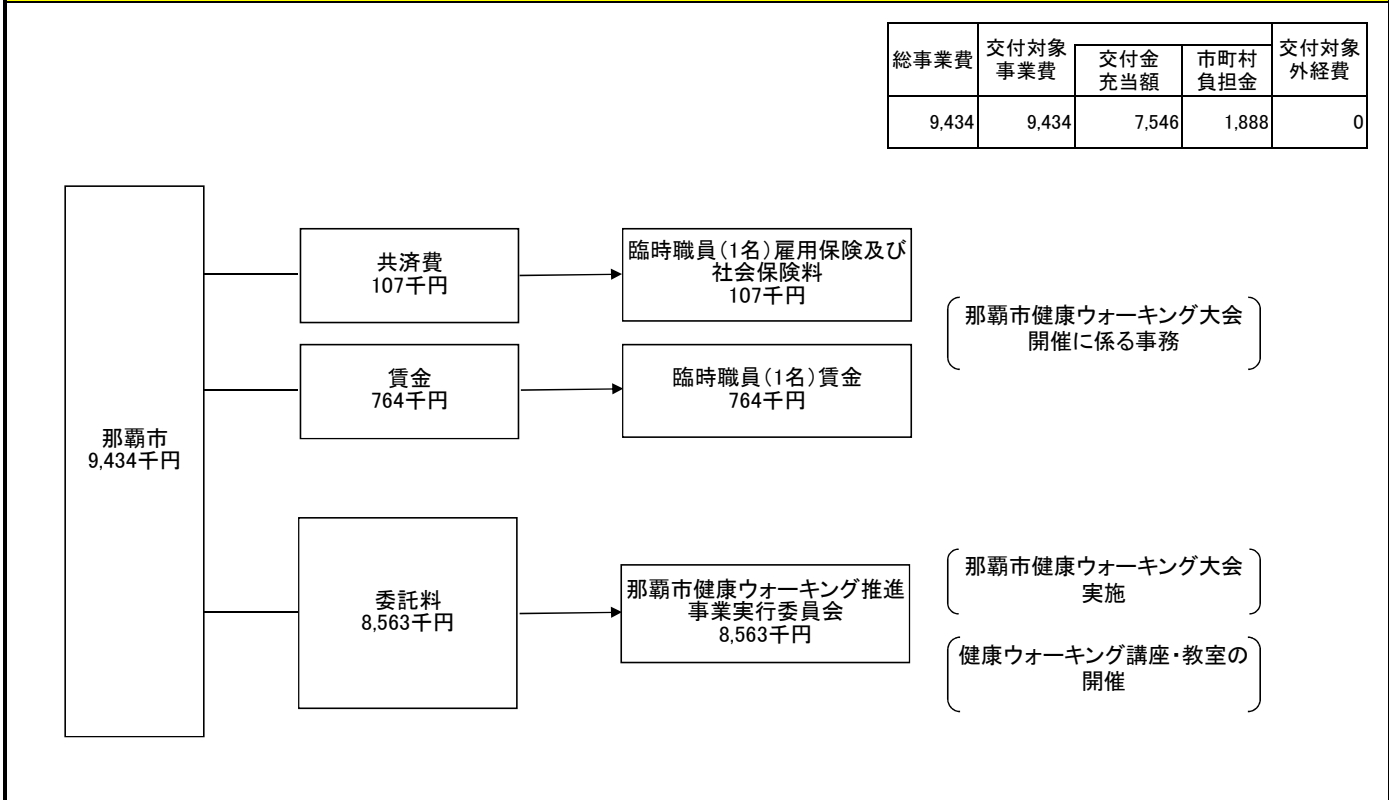 総事業費
交付対象
事業費
交付金
充当額
市町村
負担金
交付対象
外経費
9,434
9,434
7,546
1,888
0
那覇市
9,434千円
共済費
107千円
臨時職員(1名)雇用保険及び
社会保険料
107千円
那覇市健康ウォーキング大会
開催に係る事務
賃金
764千円
臨時職員(1名)賃金
764千円
委託料
8,563千円
那覇市健康ウォーキング推進
事業実行委員会
8,563千円
那覇市健康ウォーキング大会
実施
健康ウォーキング講座・教室の
開催